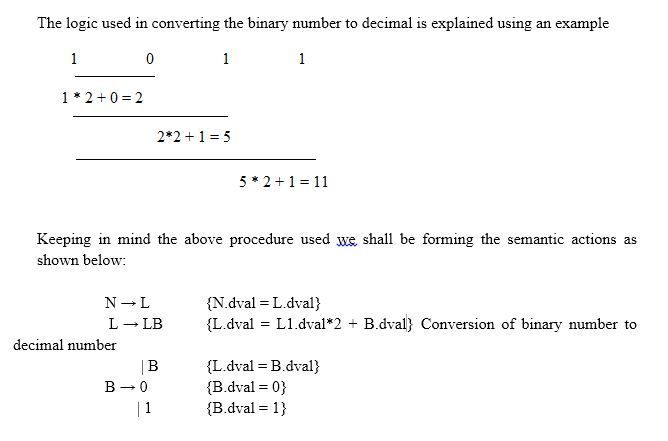 The logic used in converting the binary number to decimal is explained using an example
1 0 1 1
1 * 2 + 0 = 2
2*2 + 1 = 5
5 * 2 + 1 = 11
Keeping in mind the above procedure used we shall be forming the semantic actions as
shown below:
N → L {N.dval = L.dval}
L → LB {L.dval = L1.dval*2 + B.dval} Conversion of binary number to
decimal number
| B {L.dval = B.dval}
B → 0 {B.dval = 0}
| 1 {B.dval = 1}